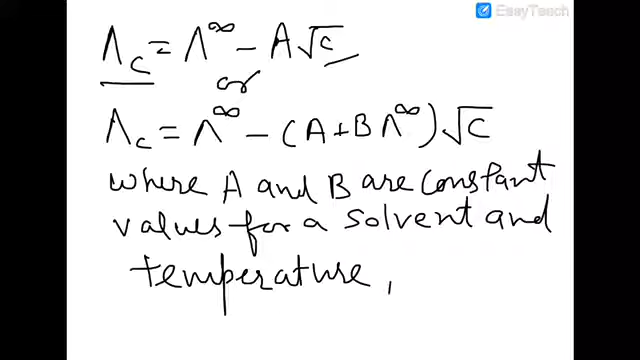 EasyTeach
Λc = Λ^∞ - A√c
or
Λc = Λ^∞ - (A+BΛ^∞)√c
where A and B are constant
values for a solvent and
temperature,